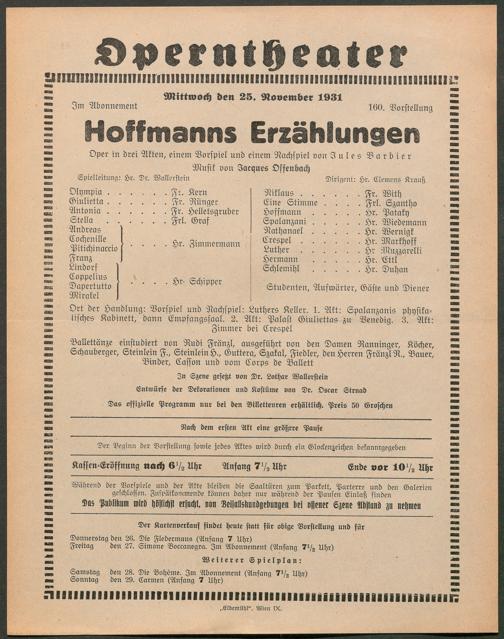 Operntheater
Mittwoch den 25. November 1931
Im Abonnement 160. Vorstellung
Hoffmanns Erzählungen
Oper in drei Akten, einem Vorspiel und einem Nachspiel von Jules Barbier
Musik von Jacques Offenbach
Spielleitung: Hr. Dr. Wallerstein Dirigent: Hr. Clemens Krauß
Olympia . . . . . . Fr. Kern
Giulietta . . . . . . Fr. Rünger
Antonia . . . . . . Fr. Helletsgruber
Stella . . . . . . Frl. Graf
Andreas
Cochenille
Pitichinaccio
Franz
Hr. Zimmermann
Lindorf
Coppelius
Dapertutto
Mirakel
Hr. Schipper
Niklaus . . . . . Fr. With
Eine Stimme . . . . Frl. Szantho
Hoffmann . . . . . Hr. Pataky
Spalanzani . . . . Hr. Wiedemann
Nathanael . . . . Hr. Wernigk
Crespel . . . . . Hr. Markhoff
Luther . . . . . . Hr. Muzzarelli
Hermann . . . . . Hr. Ettl
Schlemihl . . . . . Hr. Duhan
Studenten, Aufwärter, Gäste und Diener
Ort der Handlung: Vorspiel und Nachspiel: Luthers Keller. 1. Akt: Spalanzanis physika-
lisches Kabinett, dann Empfangssaal. 2. Akt: Palast Giuliettas zu Venedig. 3. Akt:
Zimmer bei Crespel
Ballettänze einstudiert von Rudi Fränzl, ausgeführt von den Damen Ranninger, Köcher,
Schauberger, Steinlein F., Steinlein H., Guttera, Szakal, Fiedler, den Herren Fränzl R., Bauer,
Binder, Casson und vom Corps de Ballett
In Szene gesetzt von Dr. Lothar Wallerstein
Entwürfe der Dekorationen und Kostüme von Dr. Oscar Strnad
Das offizielle Programm nur bei den Billettenren erhältlich. Preis 50 Groschen
Nach dem ersten Akt eine größere Pause
Der Beginn der Vorstellung sowie jedes Aktes wird durch ein Glockenzeichen bekanntgegeben
Kassen-Eröffnung nach 6½ Uhr Anfang 7½ Uhr Ende vor 10½ Uhr
Während der Vorspiele und der Akte bleiben die Saaltüren zum Parkett, Parterre und den Galerien
geschlossen. Zuspätkommende können daher nur während der Pausen Einlaß finden
Das Publikum wird höflichst ersucht, von Beifallskundgebungen bei offener Szene Abstand zu nehmen
Der Kartenverkauf findet heute statt für obige Vorstellung und für
Donnerstag den 26. Die Fledermaus (Anfang 7 Uhr)
Freitag den 27. Simone Boccanegra. Im Abonnement (Anfang 7½ Uhr)
Weiterer Spielplan:
Samstag den 28. Die Bohème. Im Abonnement (Anfang 7½ Uhr)
Sonntag den 29. Carmen (Anfang 7 Uhr)
„Elbemühl“, Wien IX.